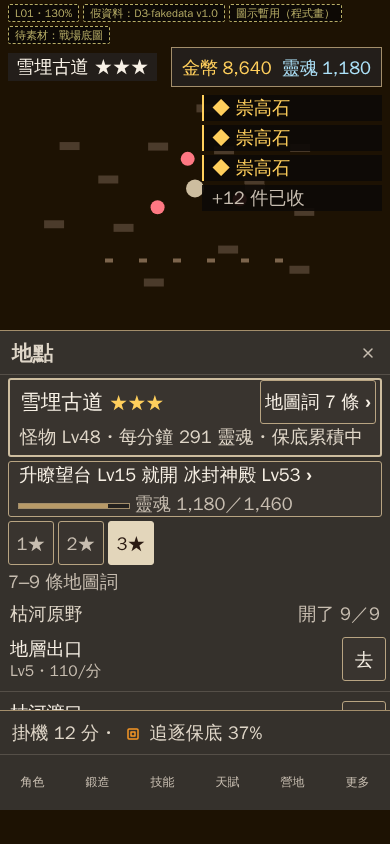 L01・130%
假資料：D3-fakedata v1.0
圖示暫用（程式畫）
待素材：戰場底圖
雪埋古道 ★★★
金幣 8,640 靈魂 1,180
◆ 崇高石
◆ 崇高石
◆ 崇高石
+12 件已收
地點
×
雪埋古道 ★★★
地圖詞 7 條 ›
怪物 Lv48・每分鐘 291 靈魂・保底累積中
升瞭望台 Lv15 就開 冰封神殿 Lv53 ›
靈魂 1,180／1,460
1★
2★
3★
7–9 條地圖詞
枯河原野
開了 9／9
地層出口
去
Lv5・110/分
掛機 12 分・ 追逐保底 37%
角色
鍛造
技能
天賦
營地
更多